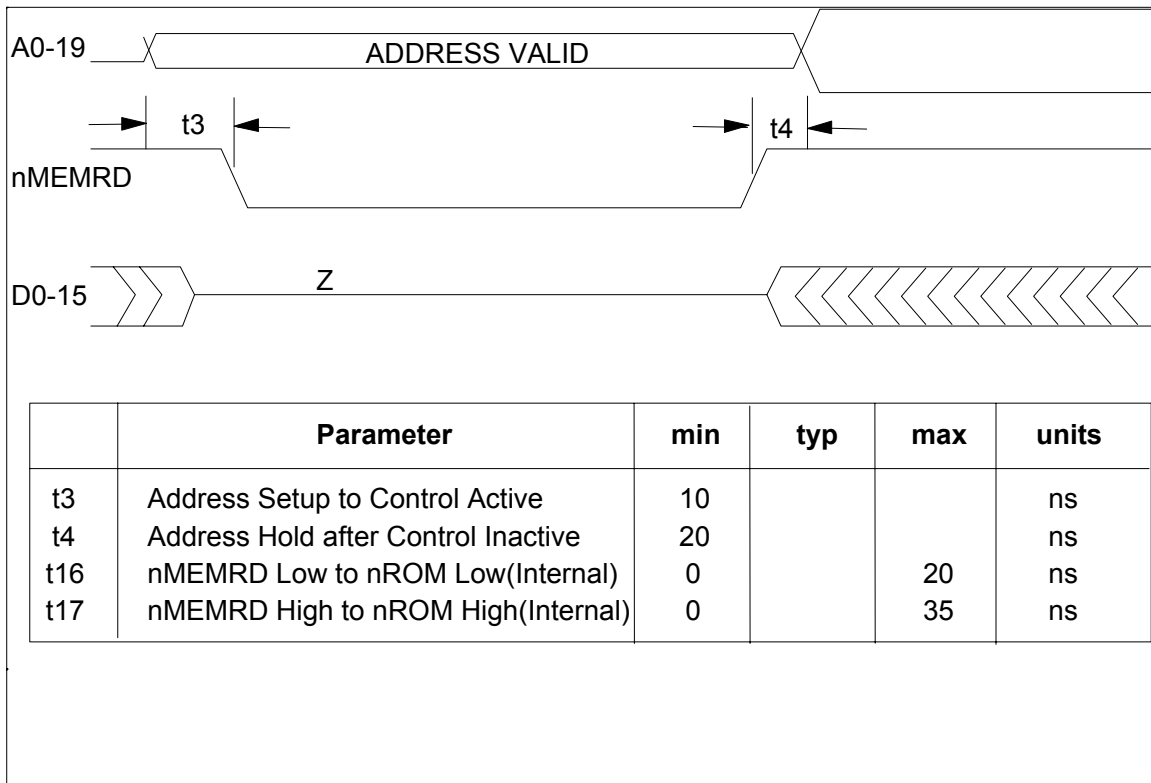 A0-19 ADDRESS VALID
t3 t4
nMEMRD
D0-15 Z
Parameter min typ max units
t3 Address Setup to Control Active 10 ns
t4 Address Hold after Control Inactive 20 ns
t16 nMEMRD Low to nROM Low(Internal) 0 20 ns
t17 nMEMRD High to nROM High(Internal) 0 35 ns